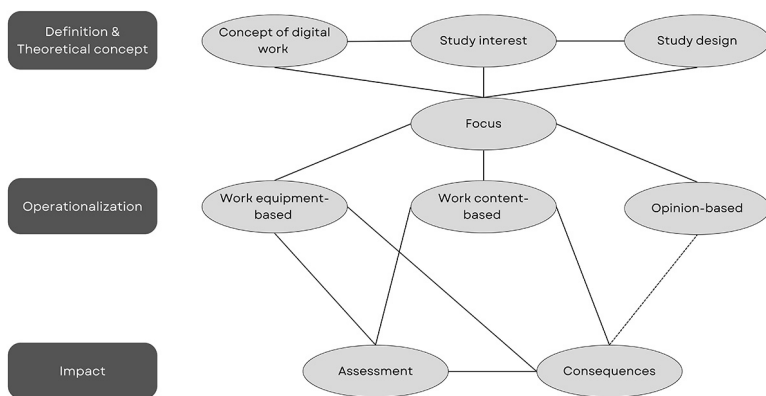 Definition &
Theoretical concept
Concept of digital
work
Study interest
Study design
Focus
Operationalization
Work equipment-
based
Work content-
based
Opinion-based
Impact
Assessment
Consequences